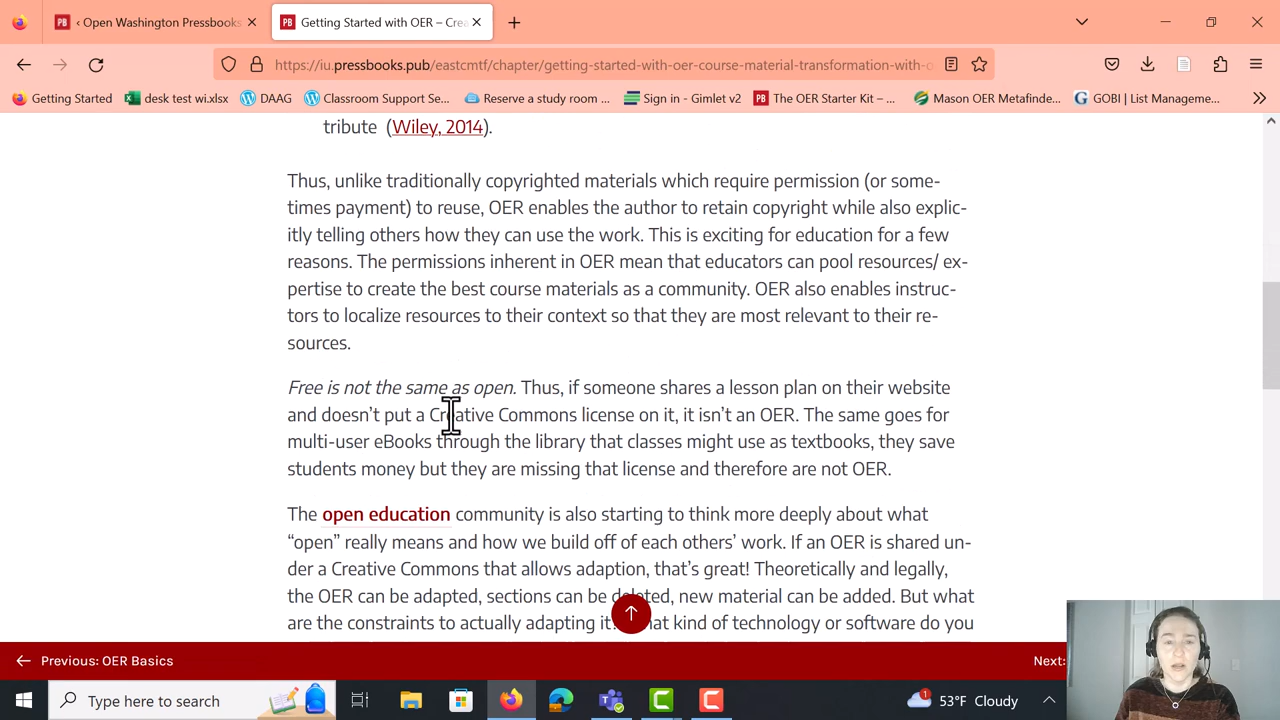 ‹ Open Washington Pressbooks
Getting Started with OER – Crea
https://iu.pressbooks.pub/eastcmtf/chapter/getting-started-with-oer-course-material-transformation-with-o
Getting Started
desk test wi.xlsx
DAAG
Classroom Support Se...
Reserve a study room ...
Sign in - Gimlet v2
The OER Starter Kit – ...
Mason OER Metafinde...
GOBI | List Manageme...
tribute (Wiley, 2014).
Thus, unlike traditionally copyrighted materials which require permission (or some-
times payment) to reuse, OER enables the author to retain copyright while also explic-
itly telling others how they can use the work. This is exciting for education for a few
reasons. The permissions inherent in OER mean that educators can pool resources/ ex-
pertise to create the best course materials as a community. OER also enables instruc-
tors to localize resources to their context so that they are most relevant to their re-
sources.
Free is not the same as open. Thus, if someone shares a lesson plan on their website
and doesn't put a Creative Commons license on it, it isn't an OER. The same goes for
multi-user eBooks through the library that classes might use as textbooks, they save
students money but they are missing that license and therefore are not OER.
The open education community is also starting to think more deeply about what
“open” really means and how we build off of each others’ work. If an OER is shared un-
der a Creative Commons that allows adaption, that’s great! Theoretically and legally,
the OER can be adapted, sections can be deleted, new material can be added. But what
are the constraints to actually adapting it? What kind of technology or software do you
Previous: OER Basics
Next:
Type here to search
1
53°F Cloudy